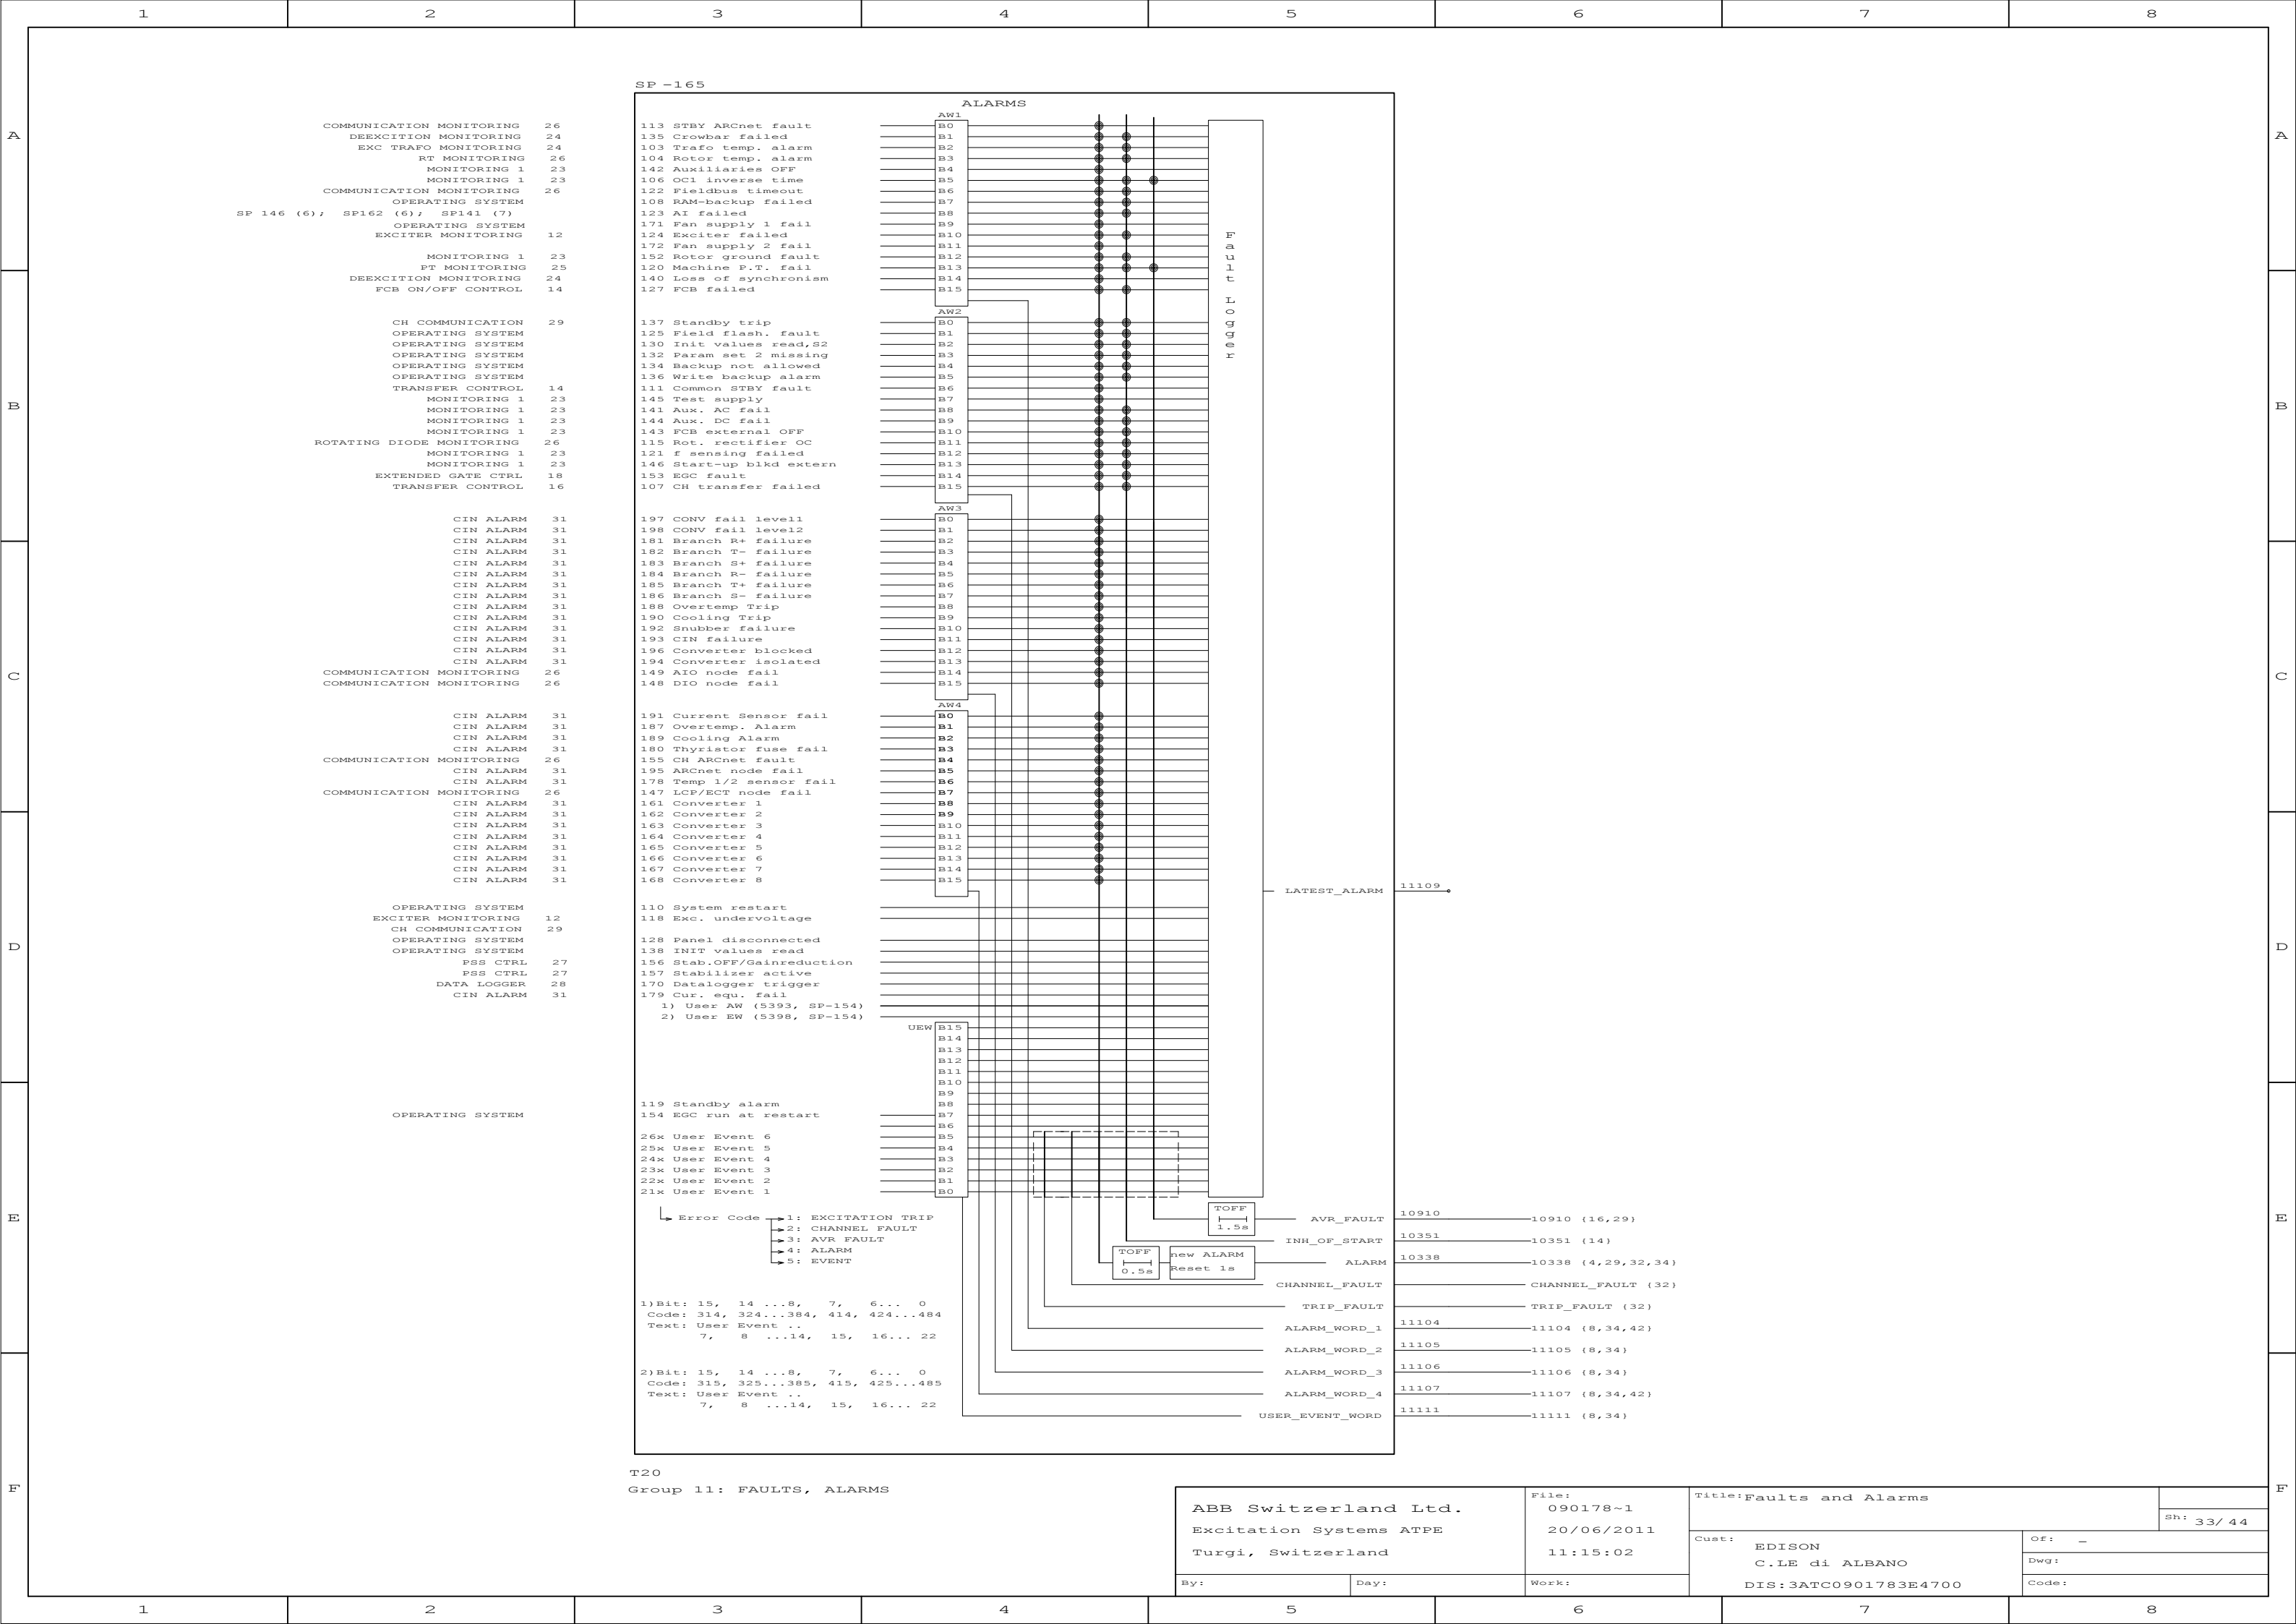 1 2 3 4 5 6 7 8
SP -165
ALARMS
AW1
A A
COMMUNICATION MONITORING 26 113 STBY ARCnet fault B0
DEEXCITION MONITORING 24 135 Crowbar failed B1
EXC TRAFO MONITORING 24 103 Trafo temp. alarm B2
RT MONITORING 26 104 Rotor temp. alarm B3
MONITORING 1 23 142 Auxiliaries OFF B4
MONITORING 1 23 106 OC1 inverse time B5
COMMUNICATION MONITORING 26 122 Fieldbus timeout B6
OPERATING SYSTEM 108 RAM-backup failed B7
SP 146 (6); SP162 (6); SP141 (7) 123 AI failed B8
OPERATING SYSTEM 171 Fan supply 1 fail B9
EXCITER MONITORING 12 124 Exciter failed B10
172 Fan supply 2 fail B11
MONITORING 1 23 152 Rotor ground fault B12
PT MONITORING 25 120 Machine P.T. fail B13
DEEXCITION MONITORING 24 140 Loss of synchronism B14
FCB ON/OFF CONTROL 14 127 FCB failed B15
Fault Logger
AW2
CH COMMUNICATION 29 137 Standby trip B0
OPERATING SYSTEM 125 Field flash. fault B1
OPERATING SYSTEM 130 Init values read,S2 B2
OPERATING SYSTEM 132 Param set 2 missing B3
OPERATING SYSTEM 134 Backup not allowed B4
OPERATING SYSTEM 136 Write backup alarm B5
TRANSFER CONTROL 14 111 Common STBY fault B6
MONITORING 1 23 145 Test supply B7
B B
MONITORING 1 23 141 Aux. AC fail B8
MONITORING 1 23 144 Aux. DC fail B9
MONITORING 1 23 143 FCB external OFF B10
ROTATING DIODE MONITORING 26 115 Rot. rectifier OC B11
MONITORING 1 23 121 f sensing failed B12
MONITORING 1 23 146 Start-up blkd extern B13
EXTENDED GATE CTRL 18 153 EGC fault B14
TRANSFER CONTROL 16 107 CH transfer failed B15
AW3
CIN ALARM 31 197 CONV fail level1 B0
CIN ALARM 31 198 CONV fail level2 B1
CIN ALARM 31 181 Branch R+ failure B2
CIN ALARM 31 182 Branch T- failure B3
CIN ALARM 31 183 Branch S+ failure B4
CIN ALARM 31 184 Branch R- failure B5
CIN ALARM 31 185 Branch T+ failure B6
CIN ALARM 31 186 Branch S- failure B7
CIN ALARM 31 188 Overtemp Trip B8
CIN ALARM 31 190 Cooling Trip B9
CIN ALARM 31 192 Snubber failure B10
CIN ALARM 31 193 CIN failure B11
CIN ALARM 31 196 Converter blocked B12
CIN ALARM 31 194 Converter isolated B13
COMMUNICATION MONITORING 26 149 AIO node fail B14
C C
COMMUNICATION MONITORING 26 148 DIO node fail B15
AW4
CIN ALARM 31 191 Current Sensor fail B0
CIN ALARM 31 187 Overtemp. Alarm B1
CIN ALARM 31 189 Cooling Alarm B2
CIN ALARM 31 180 Thyristor fuse fail B3
COMMUNICATION MONITORING 26 155 CH ARCnet fault B4
CIN ALARM 31 195 ARCnet node fail B5
CIN ALARM 31 178 Temp 1/2 sensor fail B6
COMMUNICATION MONITORING 26 147 LCP/ECT node fail B7
CIN ALARM 31 161 Converter 1 B8
CIN ALARM 31 162 Converter 2 B9
CIN ALARM 31 163 Converter 3 B10
CIN ALARM 31 164 Converter 4 B11
CIN ALARM 31 165 Converter 5 B12
CIN ALARM 31 166 Converter 6 B13
CIN ALARM 31 167 Converter 7 B14
CIN ALARM 31 168 Converter 8 B15
LATEST_ALARM 11109
OPERATING SYSTEM 110 System restart
EXCITER MONITORING 12 118 Exc. undervoltage
CH COMMUNICATION 29
OPERATING SYSTEM 128 Panel disconnected
D D
OPERATING SYSTEM 138 INIT values read
PSS CTRL 27 156 Stab.OFF/Gainreduction
PSS CTRL 27 157 Stabilizer active
DATA LOGGER 28 170 Datalogger trigger
CIN ALARM 31 179 Cur. equ. fail
1) User AW (5393, SP-154)
2) User EW (5398, SP-154)
UEW B15
B14
B13
B12
B11
B10
B9
119 Standby alarm B8
OPERATING SYSTEM 154 EGC run at restart B7
B6
26x User Event 6 B5
25x User Event 5 B4
24x User Event 4 B3
23x User Event 3 B2
22x User Event 2 B1
21x User Event 1 B0
E E
Error Code 1: EXCITATION TRIP
2: CHANNEL FAULT
3: AVR FAULT
4: ALARM
5: EVENT
TOFF
1.5s
AVR_FAULT 10910 10910 (16,29)
INH_OF_START 10351 10351 (14)
TOFF
0.5s
new ALARM
Reset 1s
ALARM 10338 10338 (4,29,32,34)
CHANNEL_FAULT CHANNEL_FAULT (32)
TRIP_FAULT TRIP_FAULT (32)
ALARM_WORD_1 11104 11104 (8,34,42)
ALARM_WORD_2 11105 11105 (8,34)
ALARM_WORD_3 11106 11106 (8,34)
ALARM_WORD_4 11107 11107 (8,34,42)
USER_EVENT_WORD 11111 11111 (8,34)
1)Bit: 15, 14 ...8, 7, 6... 0
Code: 314, 324...384, 414, 424...484
Text: User Event ..
7, 8 ...14, 15, 16... 22
2)Bit: 15, 14 ...8, 7, 6... 0
Code: 315, 325...385, 415, 425...485
Text: User Event ..
7, 8 ...14, 15, 16... 22
T20
Group 11: FAULTS, ALARMS
F F
ABB Switzerland Ltd.
Excitation Systems ATPE
Turgi, Switzerland
By: Day:
File:
090178~1
20/06/2011
11:15:02
Work:
Title: Faults and Alarms
Sh: 33/ 44
Cust: EDISON
C.LE di ALBANO
DIS:3ATC0901783E4700
Of: _
Dwg:
Code:
1 2 3 4 5 6 7 8